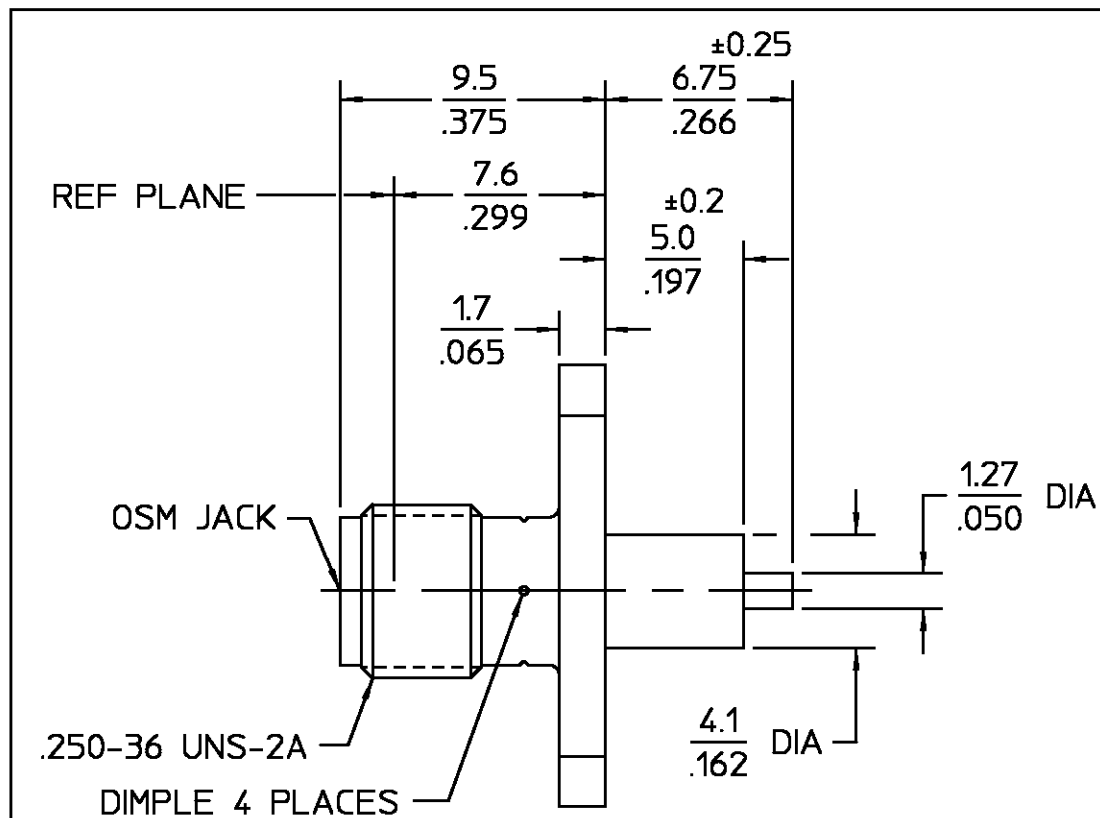 ±0.25
9.5
.375
6.75
.266
REF PLANE
7.6
.299
±0.2
5.0
.197
1.7
.065
1.27
.050
DIA
OSM JACK
.250-36 UNS-2A
4.1
.162
DIA
DIMPLE 4 PLACES